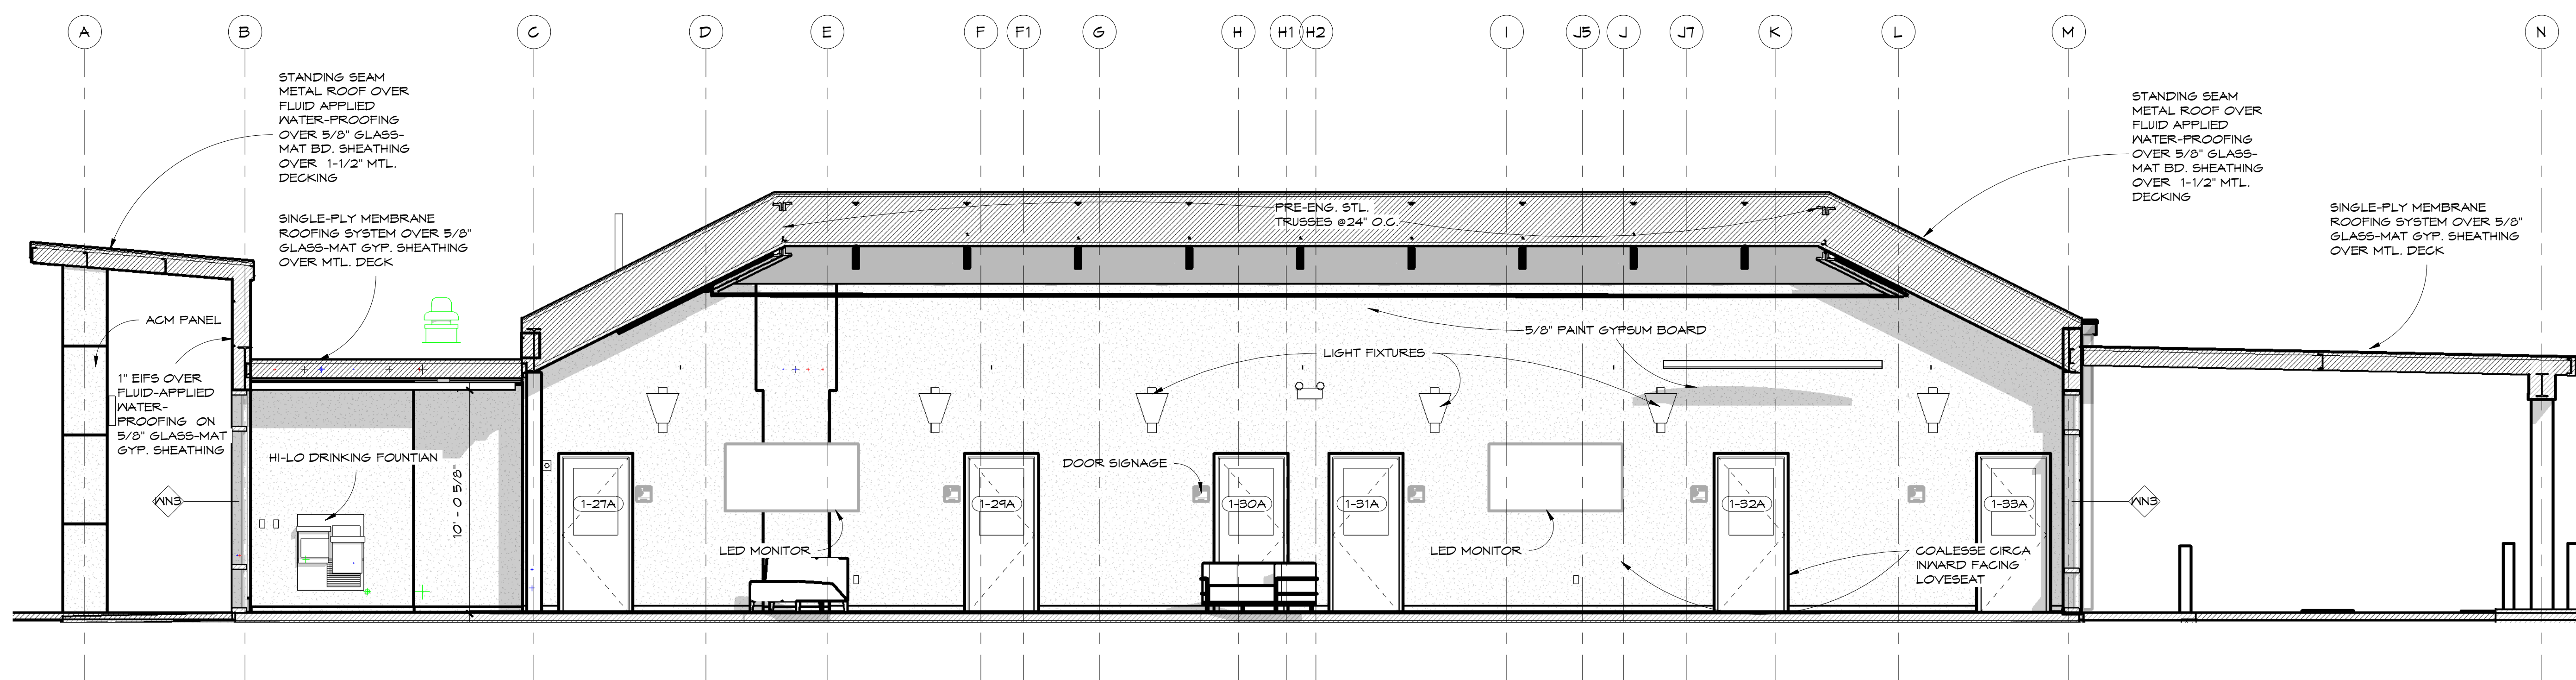 A
B
C
D
E
F
F1
G
H
H1
H2
I
J5
J
J7
K
L
M
N
STANDING SEAM
METAL ROOF OVER
FLUID APPLIED
WATER-PROOFING
OVER 5/8" GLASS-
MAT BD. SHEATHING
OVER 1-1/2" MTL.
DECKING
SINGLE-PLY MEMBRANE
ROOFING SYSTEM OVER 5/8"
GLASS-MAT GYP. SHEATHING
OVER MTL. DECK
STANDING SEAM
METAL ROOF OVER
FLUID APPLIED
WATER-PROOFING
OVER 5/8" GLASS-
MAT BD. SHEATHING
OVER 1-1/2" MTL.
DECKING
SINGLE-PLY MEMBRANE
ROOFING SYSTEM OVER 5/8"
GLASS-MAT GYP. SHEATHING
OVER MTL. DECK
PRE-ENG. STL.
TRUSSES @24" O.C.
ACM PANEL
1" EIFS OVER
FLUID-APPLIED
WATER-
PROOFING ON
5/8" GLASS-MAT
GYP. SHEATHING
5/8" PAINT GYPSUM BOARD
LIGHT FIXTURES
HI-LO DRINKING FOUNTIAN
10' - 0 5/8"
DOOR SIGNAGE
WN3
1-27A
1-29A
1-30A
1-31A
1-32A
1-33A
WN3
LED MONITOR
LED MONITOR
COALESSE CIRCA
INWARD FACING
LOVESEAT